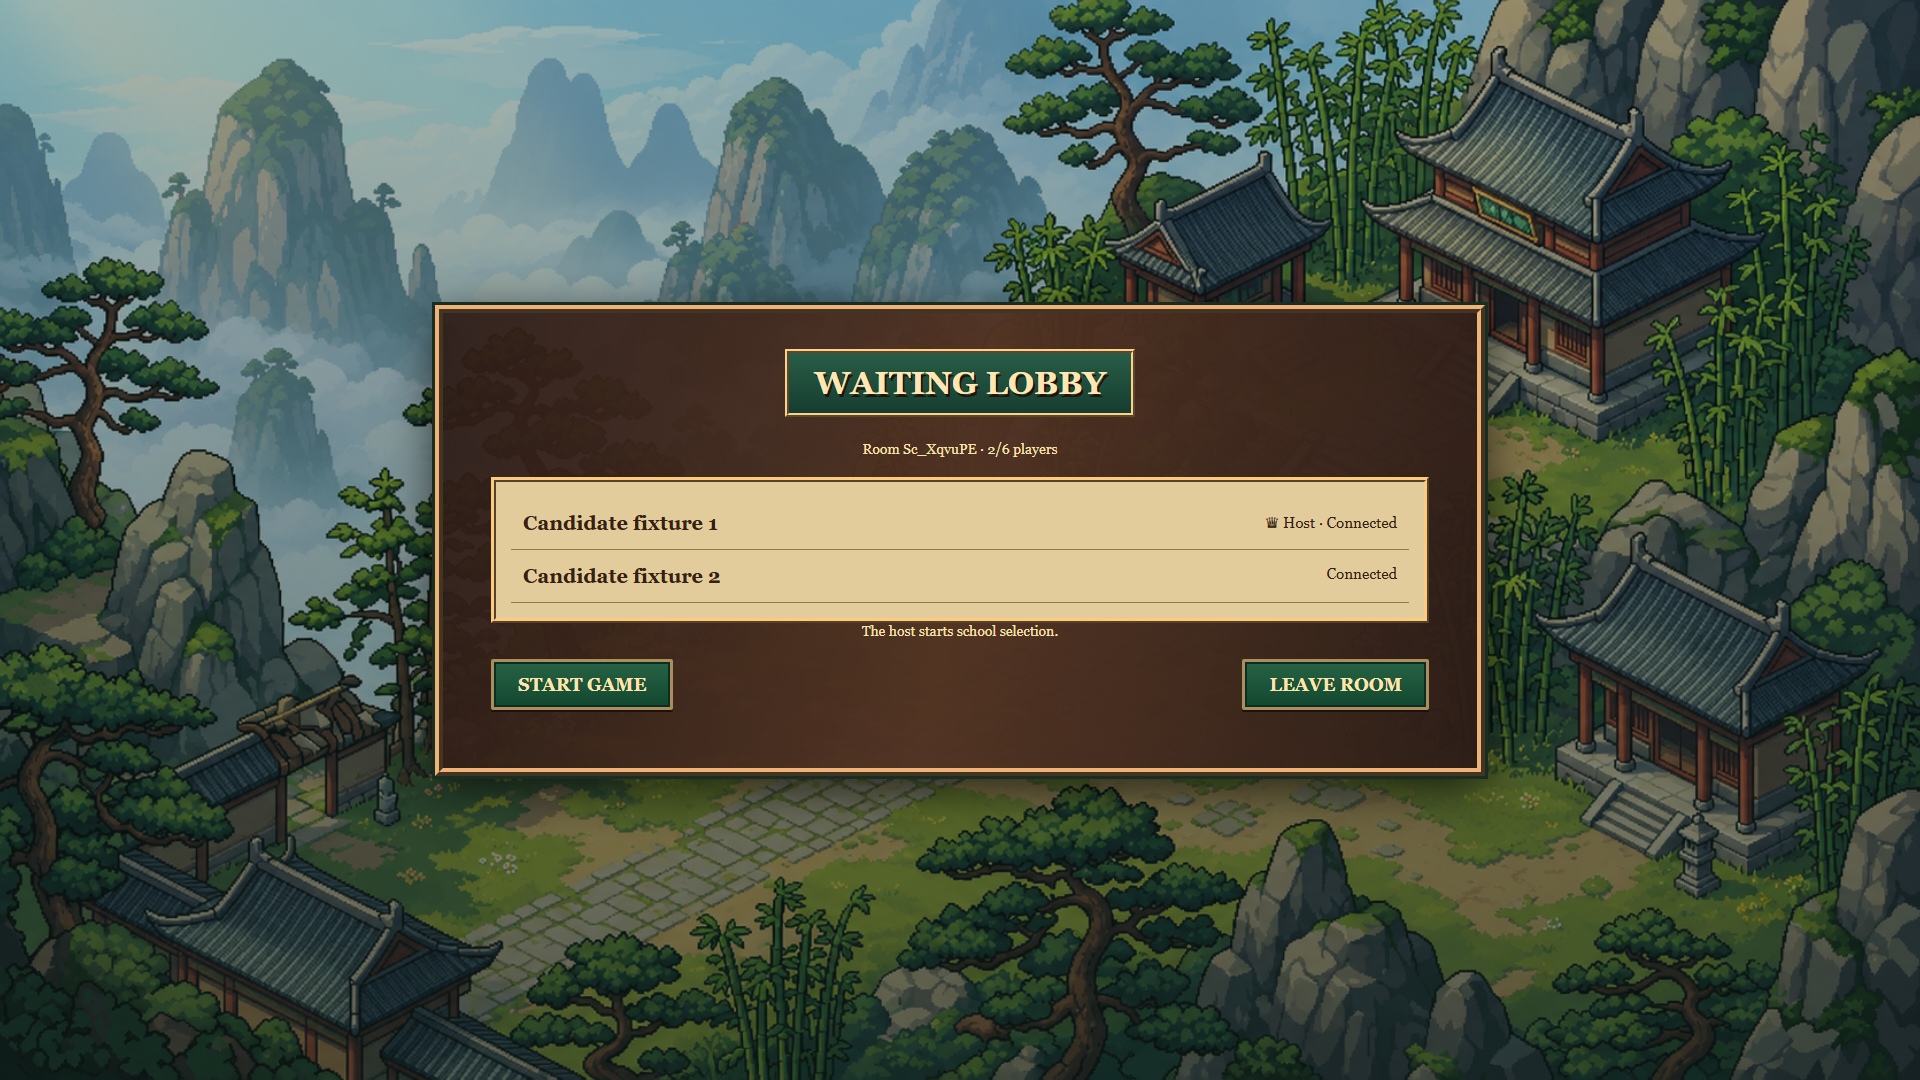 WAITING LOBBY
Room Sc_XqvuPE · 2/6 players
Candidate fixture 1
♛ Host · Connected
Candidate fixture 2
Connected
The host starts school selection.
START GAME
LEAVE ROOM